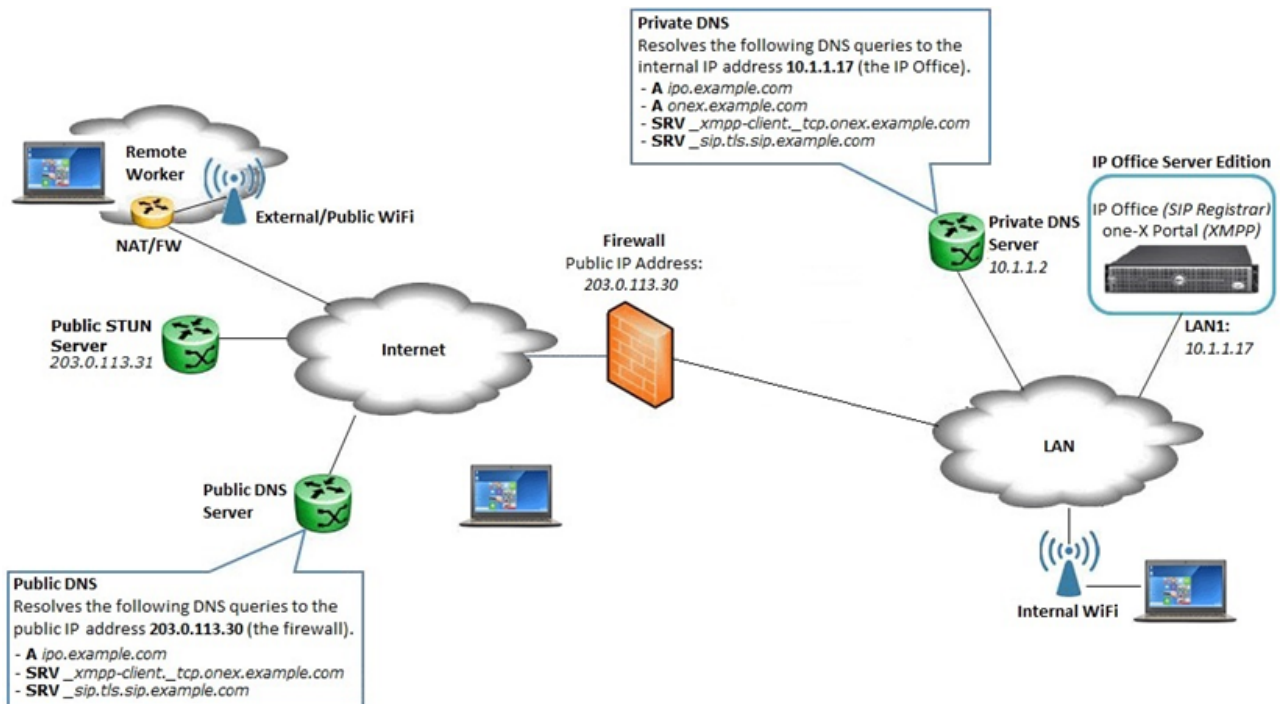 Private DNS
Resolves the following DNS queries to the
internal IP address 10.1.1.17 (the IP Office).
- A ipo.example.com
- A onex.example.com
- SRV _xmpp-client._tcp.onex.example.com
- SRV _sip.tls.sip.example.com
Remote
Worker
External/Public WiFi
NAT/FW
IP Office Server Edition
IP Office (SIP Registrar)
one-X Portal (XMPP)
Private DNS
Server
10.1.1.2
Firewall
Public IP Address:
203.0.113.30
LAN1:
10.1.1.17
Public STUN
Server
203.0.113.31
Internet
LAN
Public DNS
Server
Internal WiFi
Public DNS
Resolves the following DNS queries to the
public IP address 203.0.113.30 (the firewall).
- A ipo.example.com
- SRV _xmpp-client._tcp.onex.example.com
- SRV _sip.tls.sip.example.com